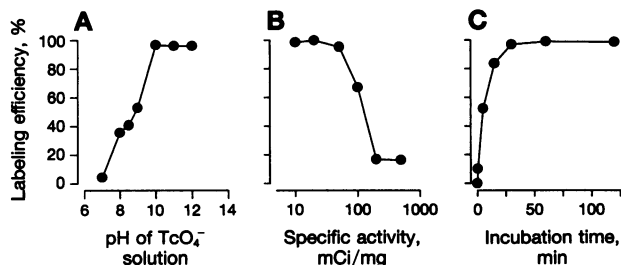 A
B
C
Labeling efficiency, %
100
80
60
40
20
0
6 8 10 12 14
10 100 1000
0 50 100
pH of TcO₄⁻
solution
Specific activity,
mCi/mg
Incubation time,
min